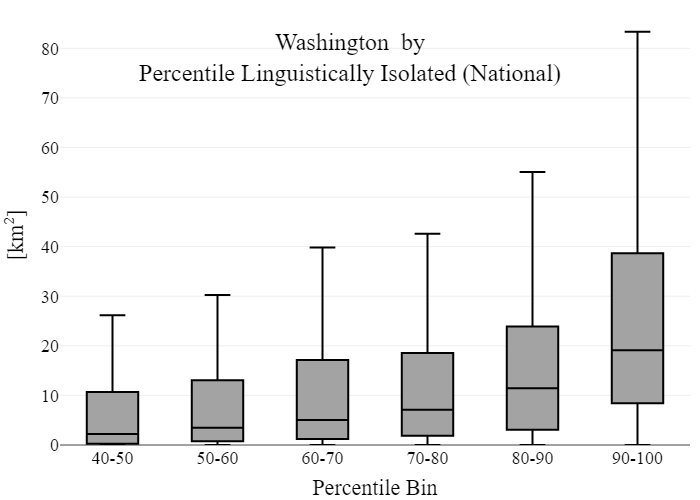 Washington by
Percentile Linguistically Isolated (National)
[km²]
80
70
60
50
40
30
20
10
0
40-50 50-60 60-70 70-80 80-90 90-100
Percentile Bin